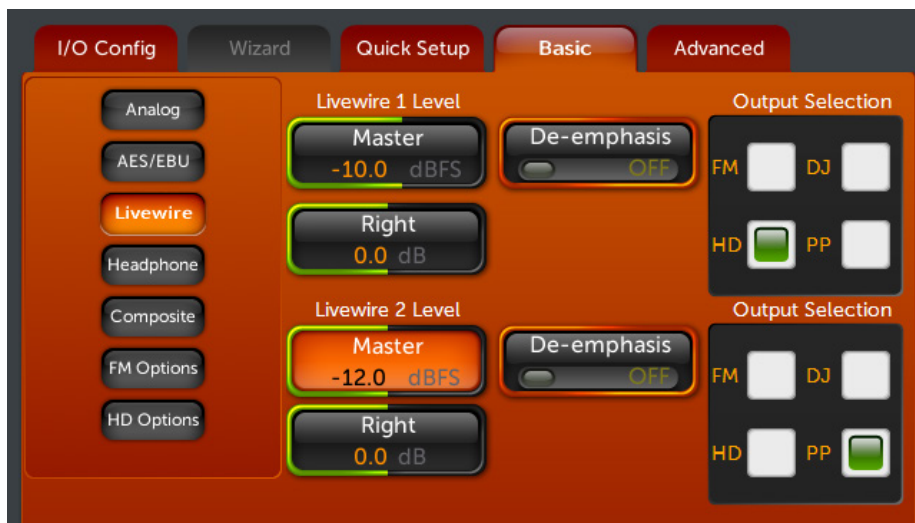 I/O Config
Wizard
Quick Setup
Basic
Advanced
Analog
AES/EBU
Livewire
Headphone
Composite
FM Options
HD Options
Livewire 1 Level
Master
-10.0 dBFS
De-emphasis
OFF
Right
0.0 dB
Output Selection
FM
DJ
HD
PP
Livewire 2 Level
Master
-12.0 dBFS
De-emphasis
OFF
Right
0.0 dB
Output Selection
FM
DJ
HD
PP